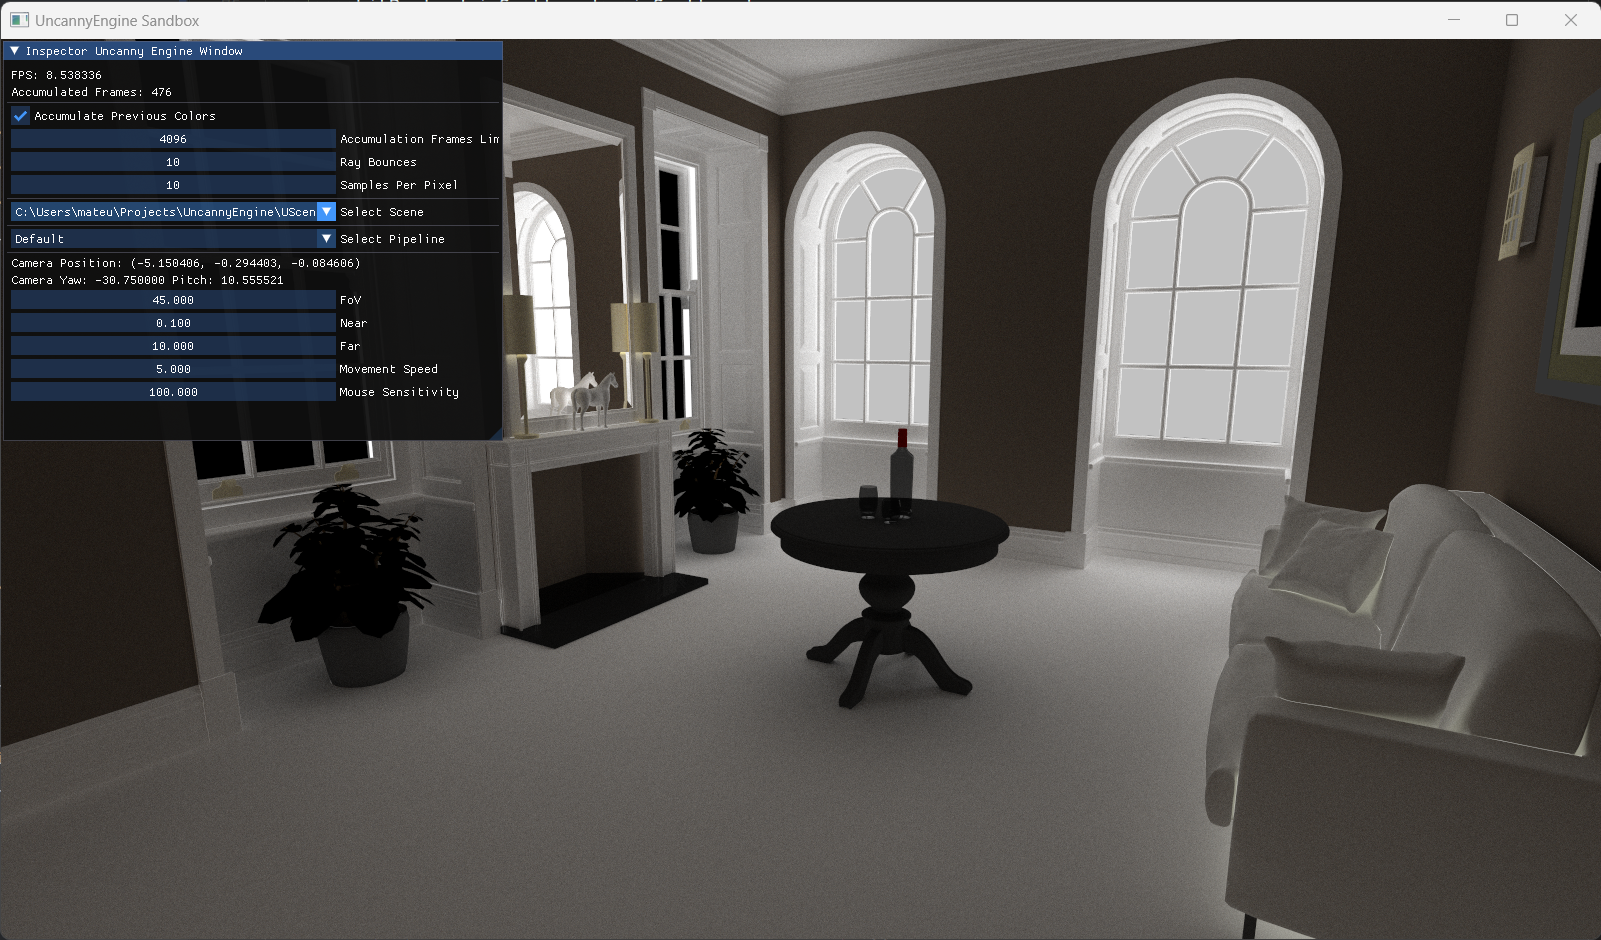 UncannyEngine Sandbox
Inspector Uncanny Engine Window
FPS: 8.538336
Accumulated Frames: 476
Accumulate Previous Colors
4096 Accumulation Frames Lim
10 Ray Bounces
10 Samples Per Pixel
C:\Users\mateu\Projects\UncannyEngine\UScen Select Scene
Default Select Pipeline
Camera Position: (-5.150406, -0.294403, -0.084606)
Camera Yaw: -30.750000 Pitch: 10.555521
45.000 FoV
0.100 Near
10.000 Far
5.000 Movement Speed
100.000 Mouse Sensitivity